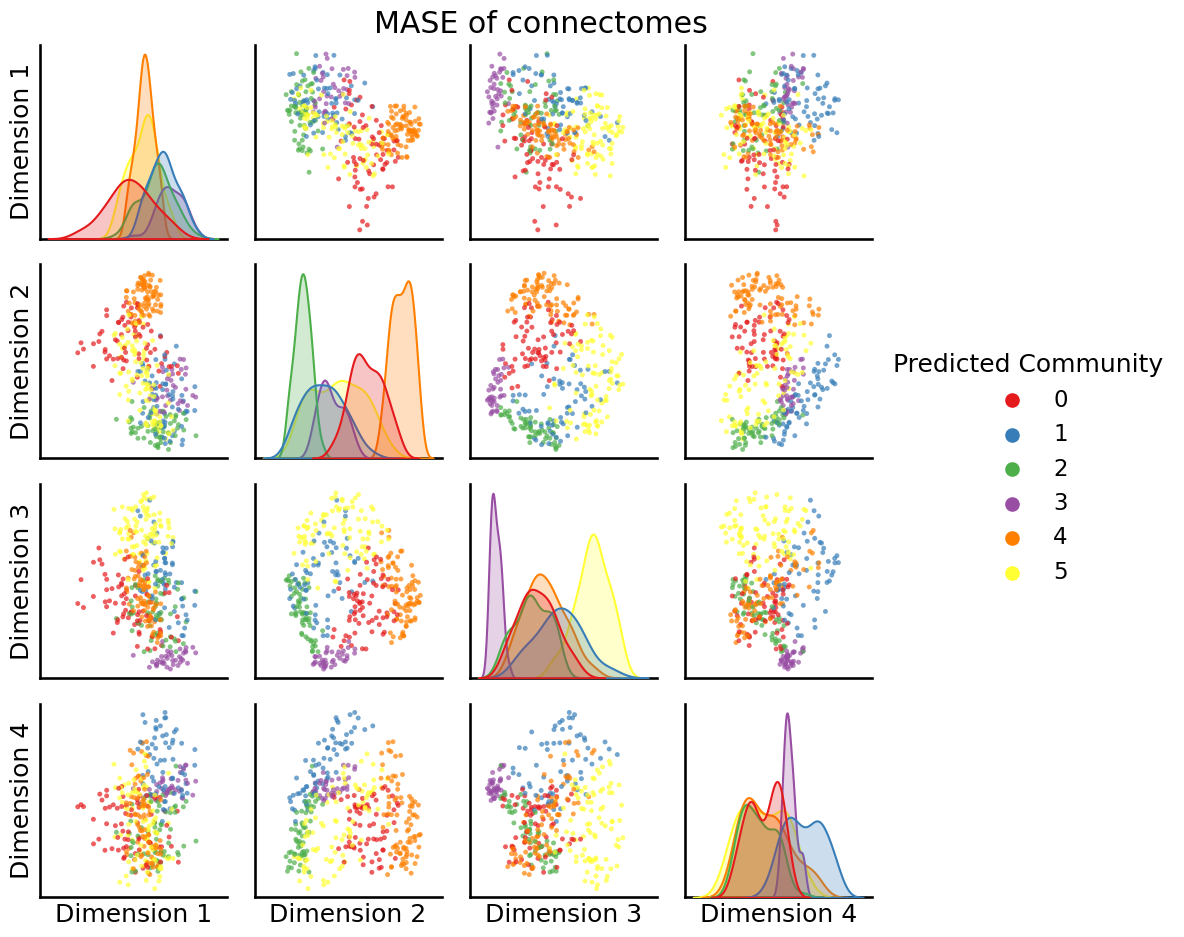 MASE of connectomes
Dimension 1
Dimension 2
Dimension 3
Dimension 4
Dimension 1
Dimension 2
Dimension 3
Dimension 4
Predicted Community
0
1
2
3
4
5